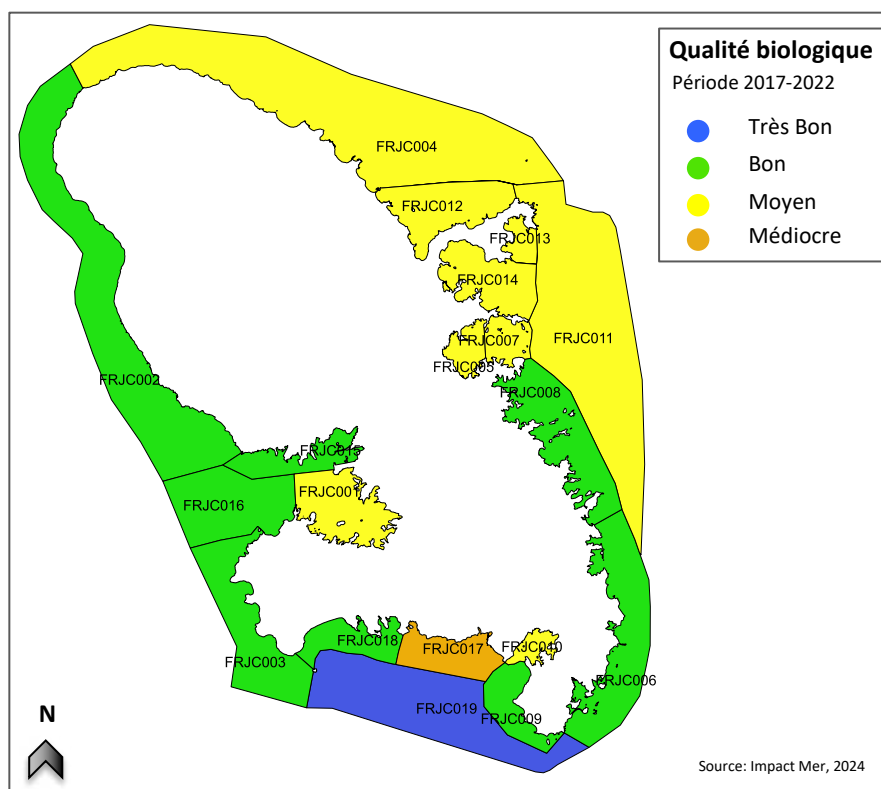 Qualité biologique
Période 2017-2022
Très Bon
Bon
Moyen
Médiocre
FRJC004
FRJC012
FRJC013
FRJC014
FRJC007
FRJC005
FRJC011
FRJC008
FRJC002
FRJC015
FRJC001
FRJC016
FRJC018
FRJC017
FRJC010
FRJC003
FRJC006
FRJC019
FRJC009
N
Source: Impact Mer, 2024